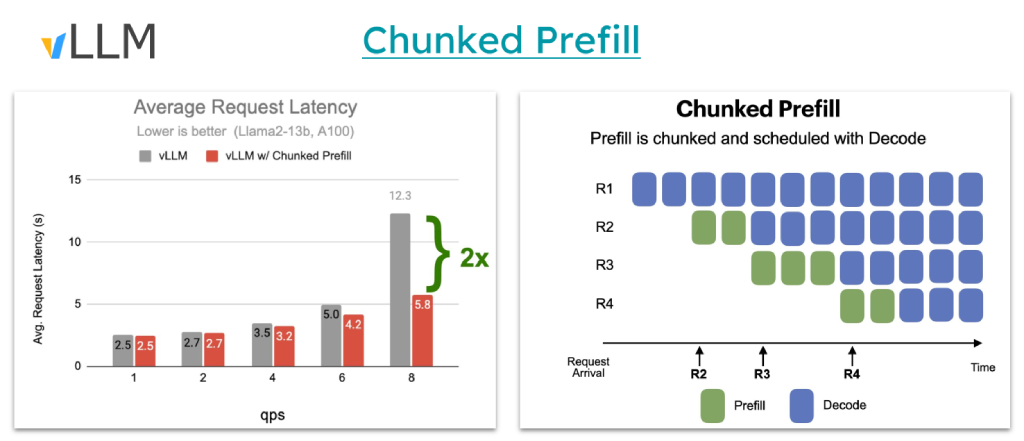 vLLM
Chunked Prefill
Average Request Latency
Lower is better (Llama2-13b, A100)
vLLM
vLLM w/ Chunked Prefill
Avg. Request Latency (s)
15
10
5
0
2.5
2.5
2.7
2.7
3.5
3.2
5.0
4.2
12.3
5.8
2x
1
2
4
6
8
qps
Chunked Prefill
Prefill is chunked and scheduled with Decode
R1
R2
R3
R4
Request
Arrival
R2
R3
R4
Time
Prefill
Decode